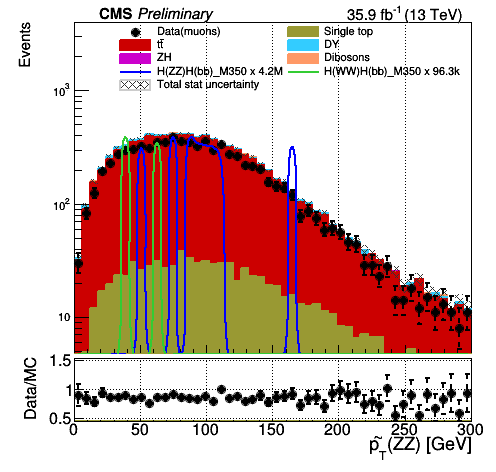 CMS Preliminary 35.9 fb⁻¹ (13 TeV)
Data(muons) Single top
tt̄ DY
ZH Dibosons
H(ZZ)H(bb)_M350 x 4.2M H(WW)H(bb)_M350 x 96.3k
Total stat uncertainty
Events
10³
10²
10
Data/MC
1.5
1
0.5
0 50 100 150 200 250 300
p̃_T(ZZ) [GeV]